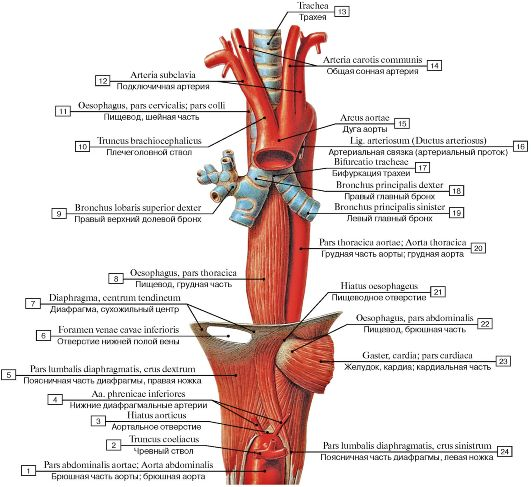 Trachea
Трахея
13
Arteria carotis communis
Общая сонная артерия
14
12
Arteria subclavia
Подключичная артерия
11
Oesophagus, pars cervicalis; pars colli
Пищевод, шейная часть
Arcus aortae
Дуга аорты
15
10
Truncus brachiocephalicus
Плечеголовной ствол
Lig. arteriosum (Ductus arteriosus)
Артериальная связка (артериальный проток)
16
Bifurcatio tracheae
Бифуркация трахеи
17
Bronchus principalis dexter
Правый главный бронх
18
9
Bronchus lobaris superior dexter
Правый верхний долевой бронх
Bronchus principalis sinister
Левый главный бронх
19
Pars thoracica aortae; Aorta thoracica
Грудная часть аорты; грудная аорта
20
8
Oesophagus, pars thoracica
Пищевод, грудная часть
Hiatus oesophageus
Пищеводное отверстие
21
7
Diaphragma, centrum tendineum
Диафрагма, сухожильный центр
Oesophagus, pars abdominalis
Пищевод, брюшная часть
22
6
Foramen venae cavae inferioris
Отверстие нижней полой вены
Gaster, cardia; pars cardiaca
Желудок, кардиа; кардиальная часть
23
5
Pars lumbalis diaphragmatis, crus dextrum
Поясничная часть диафрагмы, правая ножка
4
Aa. phrenicae inferiores
Нижние диафрагмальные артерии
3
Hiatus aorticus
Аортальное отверстие
2
Truncus coeliacus
Чревный ствол
Pars lumbalis diaphragmatis, crus sinistrum
Поясничная часть диафрагмы, левая ножка
24
1
Pars abdominalis aortae; Aorta abdominalis
Брюшная часть аорты; брюшная аорта